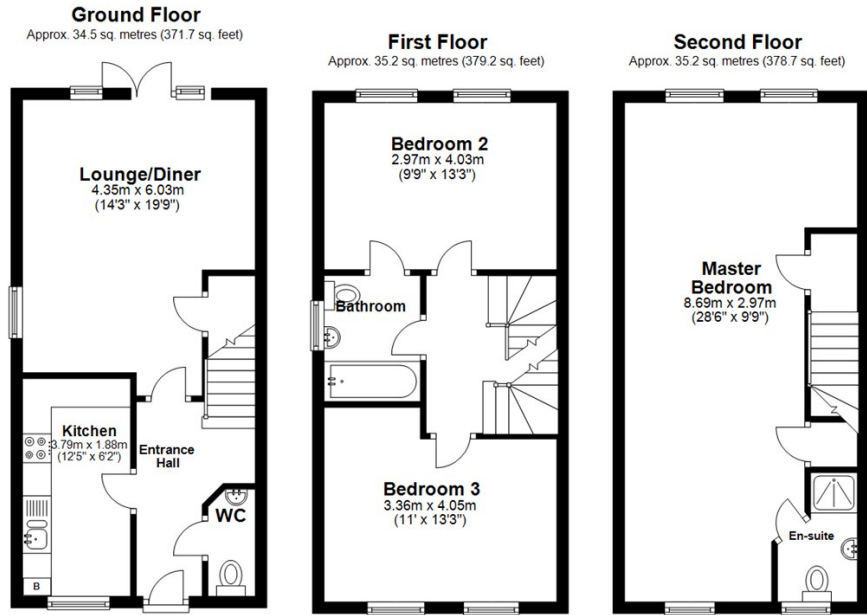 Ground Floor
Approx. 34.5 sq. metres (371.7 sq. feet)
Lounge/Diner
4.35m x 6.03m
(14'3" x 19'9")
Kitchen
3.79m x 1.88m
(12'5" x 6'2")
Entrance
Hall
WC
B
First Floor
Approx. 35.2 sq. metres (379.2 sq. feet)
Bedroom 2
2.97m x 4.03m
(9'9" x 13'3")
Bathroom
Bedroom 3
3.36m x 4.05m
(11' x 13'3")
Second Floor
Approx. 35.2 sq. metres (378.7 sq. feet)
Master
Bedroom
8.69m x 2.97m
(28'6" x 9'9")
En-suite